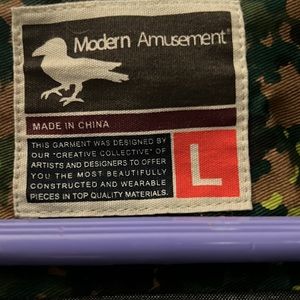 Modern Amusement
MADE IN CHINA
THIS GARMENT WAS DESIGNED BY
OUR "CREATIVE COLLECTIVE" OF
ARTISTS AND DESIGNERS TO OFFER
YOU THE MOST BEAUTIFULLY
CONSTRUCTED AND WEARABLE
PIECES IN TOP QUALITY MATERIALS.
L